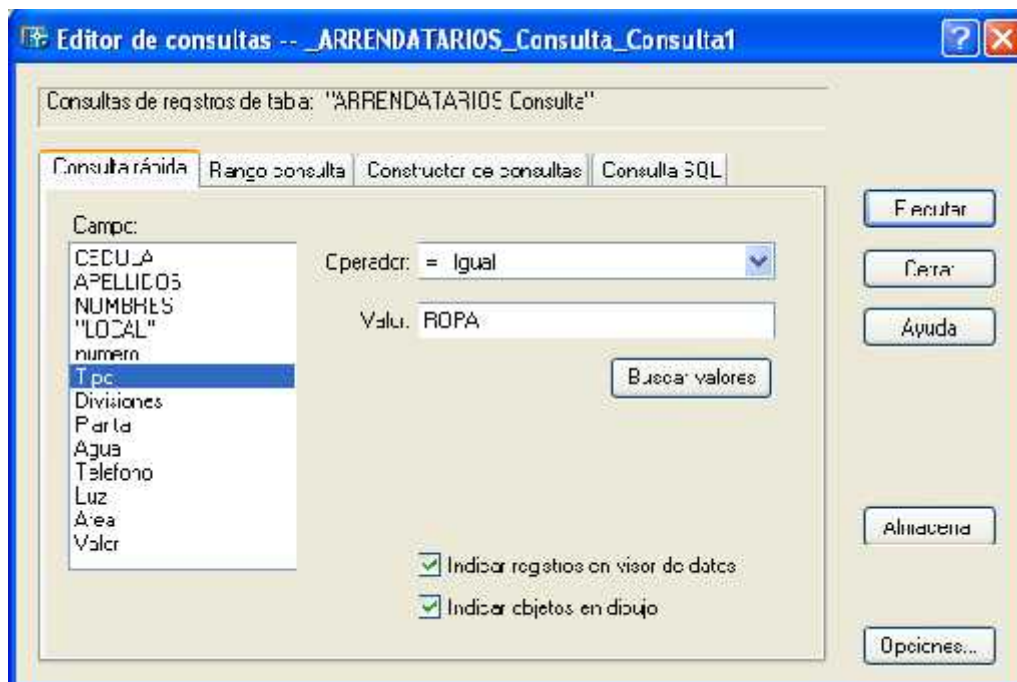 Editor de consultas -- _ARRENDATARIOS_Consulta_Consulta1
Consultas de registros de tabla: "ARRENDATARIOS Consulta"
Consulta rápida
Rango consulta
Constructor de consultas
Consulta SQL
Campo:
CEDULA
APELLIDOS
NOMBRES
"LOCAL"
numero
Tipo
Divisiones
Planta
Agua
Telefono
Luz
Area
Valor
Operador: = Igual
Valor: ROPA
Buscar valores
Indicar registros en visor de datos
Indicar objetos en dibujo
Ejecutar
Cerrar
Ayuda
Almacena
Opciones...